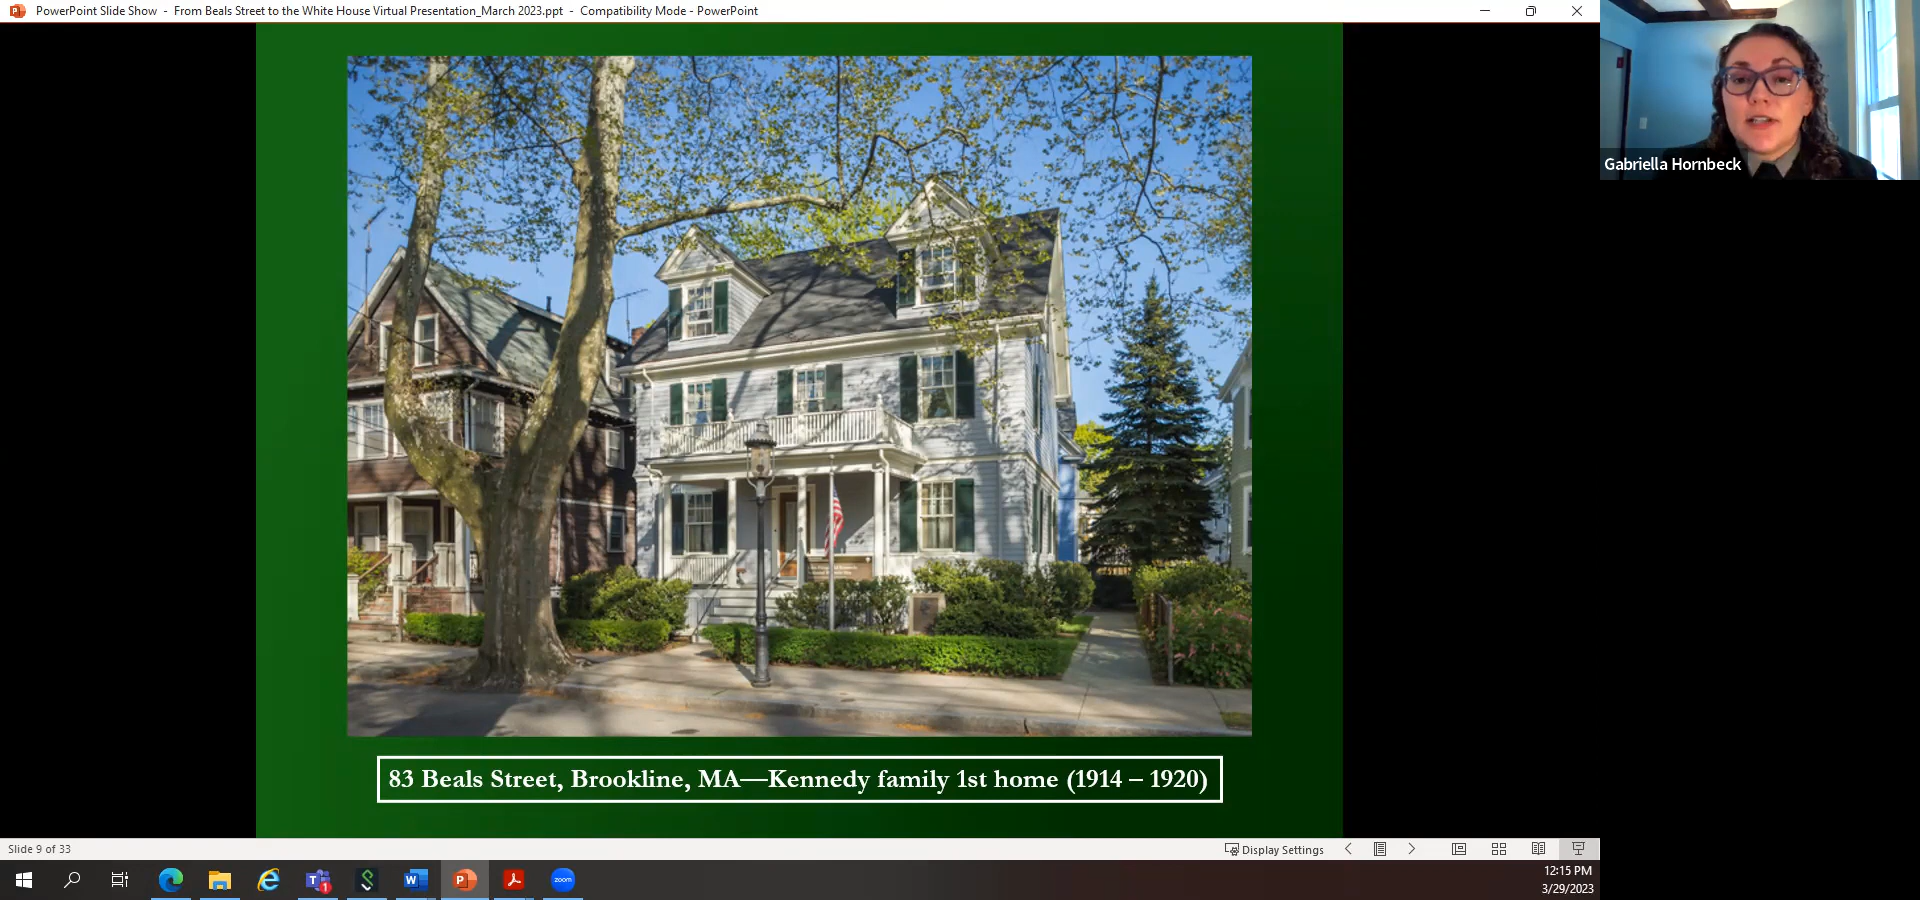 PowerPoint Slide Show - From Beals Street to the White House Virtual Presentation_March 2023.ppt - Compatibility Mode - PowerPoint
Gabriella Hornbeck
83 Beals Street, Brookline, MA—Kennedy family 1st home (1914 – 1920)
Slide 9 of 33
Display Settings
zoom
12:15 PM
3/29/2023